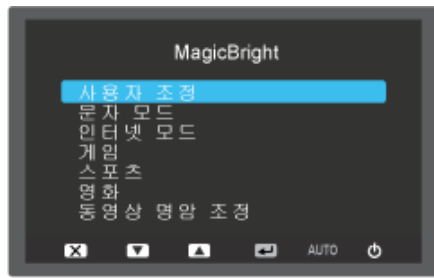 MagicBright
사용자 조정
문자 모드
인터넷 모드
게임
스포츠
영화
동영상 명암 조정
AUTO